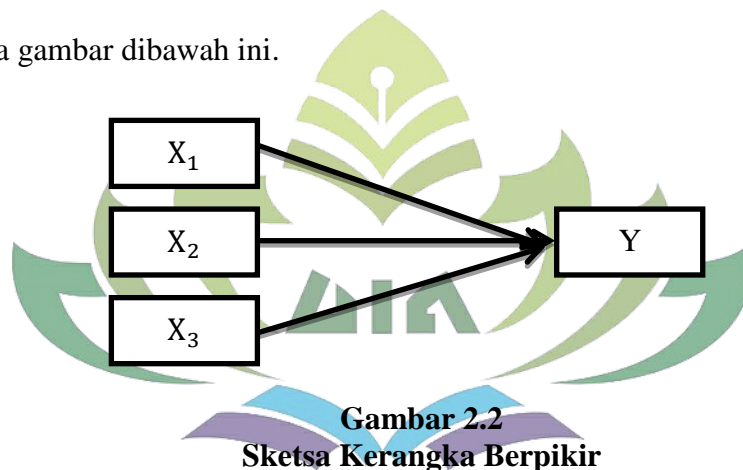 a gambar dibawah ini.
X₁
X₂
Y
X₃
Gambar 2.2
Sketsa Kerangka Berpikir